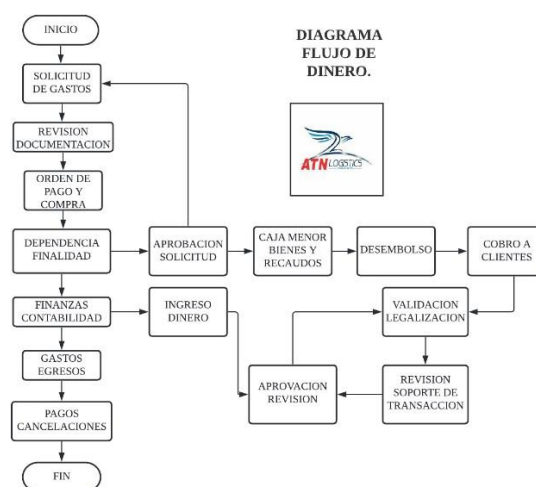 INICIO
DIAGRAMA
FLUJO DE
DINERO.
SOLICITUD
DE GASTOS
REVISION
DOCUMENTACION
ATNLOGISTICS
ORDEN DE
PAGO Y
COMPRA
DEPENDENCIA
FINALIDAD
APROBACION
SOLICITUD
CAJA MENOR
BIENES Y
RECAUDOS
DESEMBOLSO
COBRO A
CLIENTES
FINANZAS
CONTABILIDAD
INGRESO
DINERO
VALIDACION
LEGALIZACION
GASTOS
EGRESOS
APROVACION
REVISION
REVISION
SOPORTE DE
TRANSACCION
PAGOS
CANCELACIONES
FIN